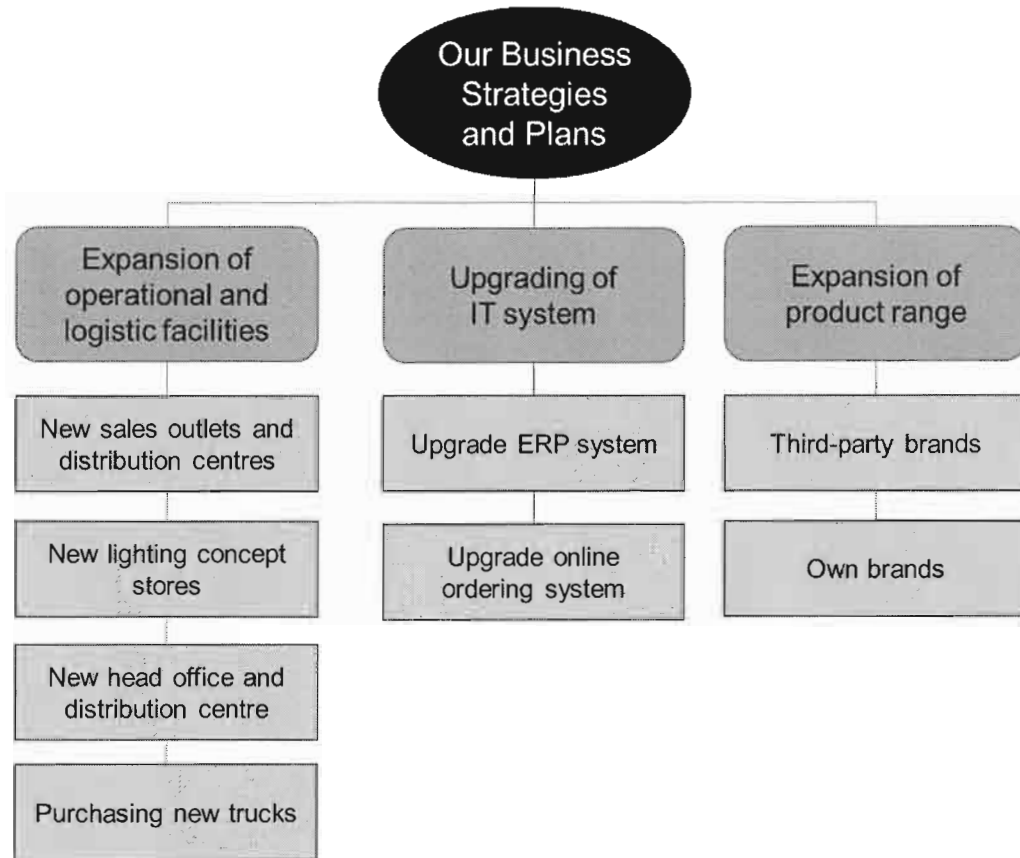 Our Business
Strategies
and Plans
Expansion of
operational and
logistic facilities
Upgrading of
IT system
Expansion of
product range
New sales outlets and
distribution centres
Upgrade ERP system
Third-party brands
New lighting concept
stores
Upgrade online
ordering system
Own brands
New head office and
distribution centre
Purchasing new trucks